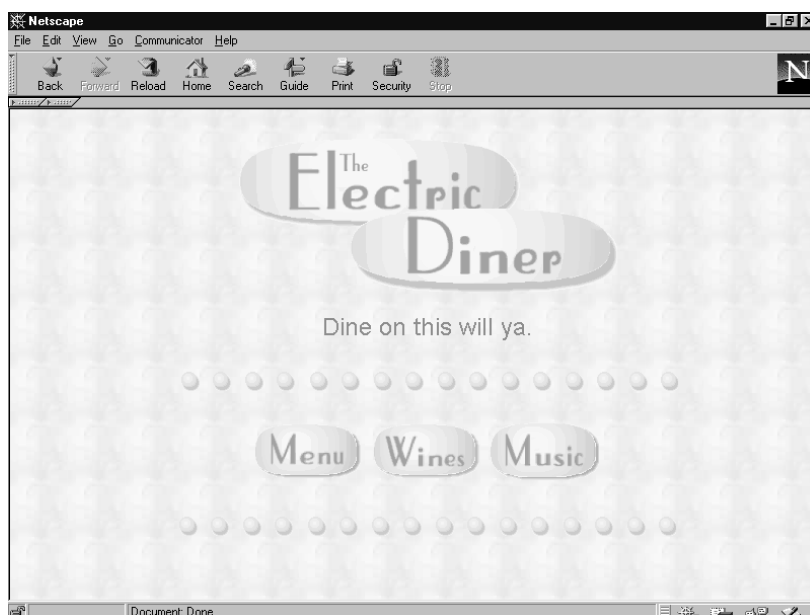 Netscape
File Edit View Go Communicator Help
Back Forward Reload Home Search Guide Print Security Stop
N
The
Electric
Diner
Dine on this will ya.
Menu Wines Music
Document: Done